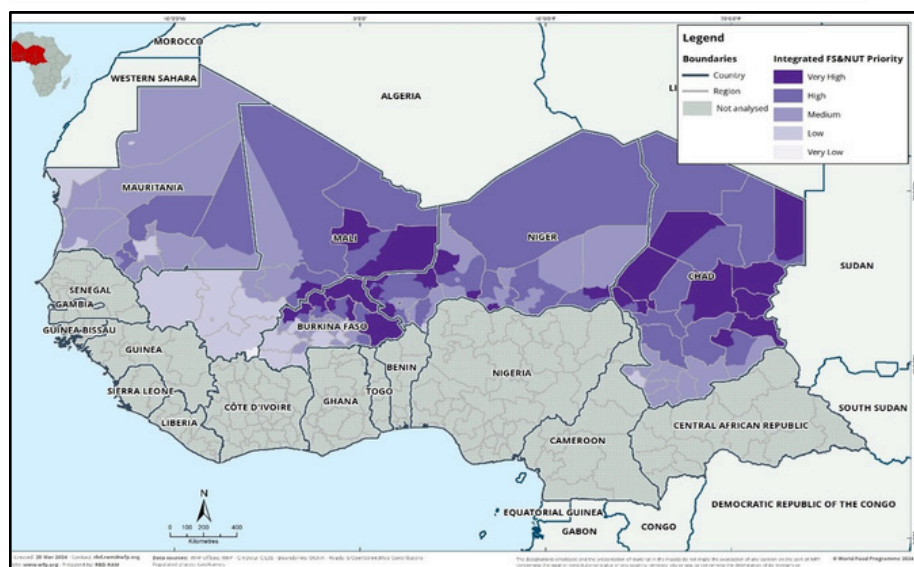 MOROCCO
WESTERN SAHARA
ALGERIA
Legend
Boundaries
Country
Region
Not analysed
Integrated FS&NUT Priority
Very High
High
Medium
Low
Very Low
MAURITANIA
MALI
NIGER
CHAD
SUDAN
SENEGAL
GAMBIA
GUINEA-BISSAU
GUINEA
BURKINA FASO
BENIN
NIGERIA
SIERRA LEONE
CÔTE D'IVOIRE
GHANA
TOGO
LIBERIA
CAMEROON
CENTRAL AFRICAN REPUBLIC
SOUTH SUDAN
EQUATORIAL GUINEA
GABON
CONGO
DEMOCRATIC REPUBLIC OF THE CONGO
N
0 100 200 400
Kilometres
Data sources:
© World Food Programme 2024